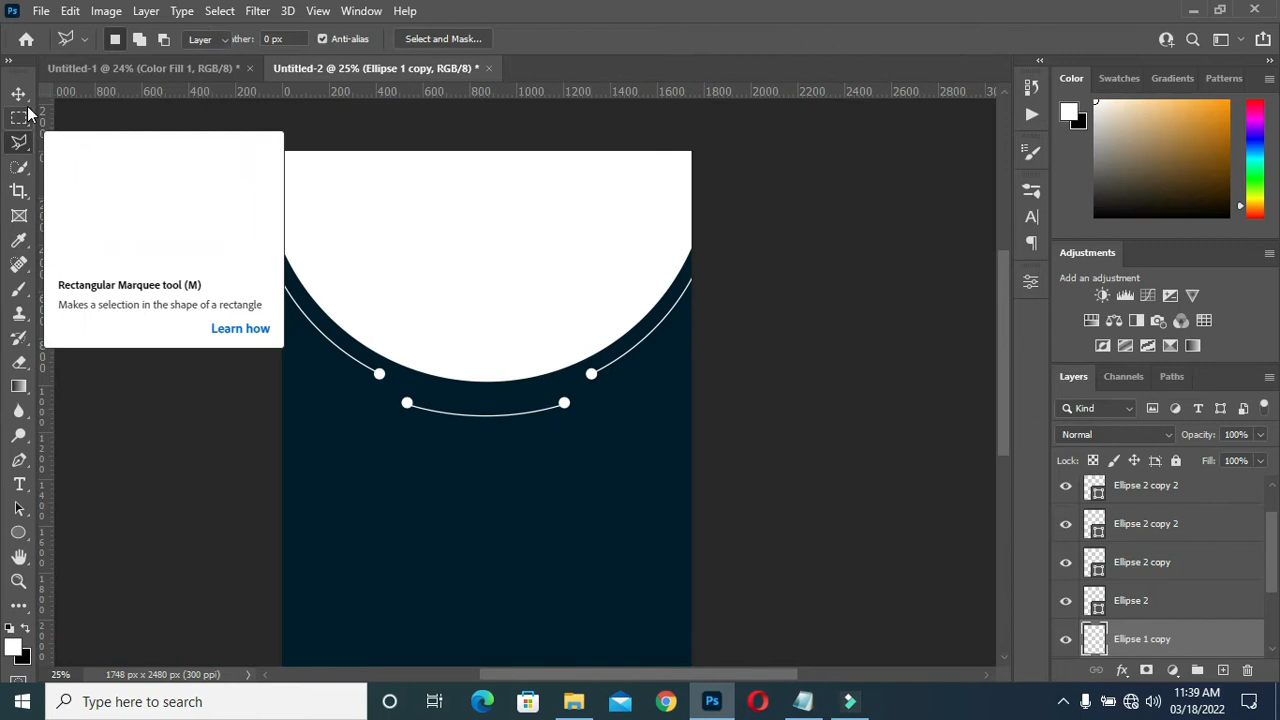 Ps File Edit Image Layer Type Select Filter 3D View Window Help
Layer ther: 0 px Anti-alias Select and Mask...
Untitled-1 @ 24% (Color Fill 1, RGB/8) * × Untitled-2 @ 25% (Ellipse 1 copy, RGB/8) * ×
000 800 600 400 200 0 200 400 600 800 1000 1200 1400 1600 1800 2000 2200 2400 2600 2800 300
Color Swatches Gradients Patterns
Adjustments
Add an adjustment
Rectangular Marquee tool (M)
Makes a selection in the shape of a rectangle
Learn how
Layers Channels Paths
Kind
Normal Opacity: 100%
Lock: Fill: 100%
Ellipse 2 copy 2
Ellipse 2 copy 2
Ellipse 2 copy
Ellipse 2
Ellipse 1 copy
25% 1748 px x 2480 px (300 ppi)
Type here to search
Ps
11:39 AM
03/18/2022